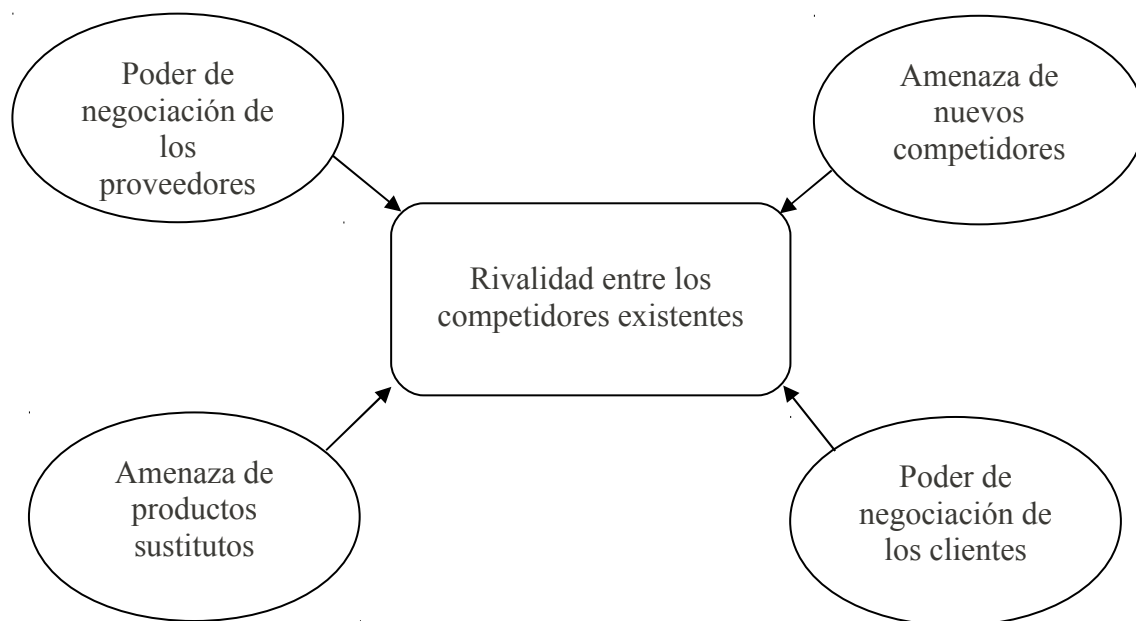 Poder de
negociación de
los
proveedores
Amenaza de
nuevos
competidores
Rivalidad entre los
competidores existentes
Amenaza de
productos
sustitutos
Poder de
negociación de
los clientes